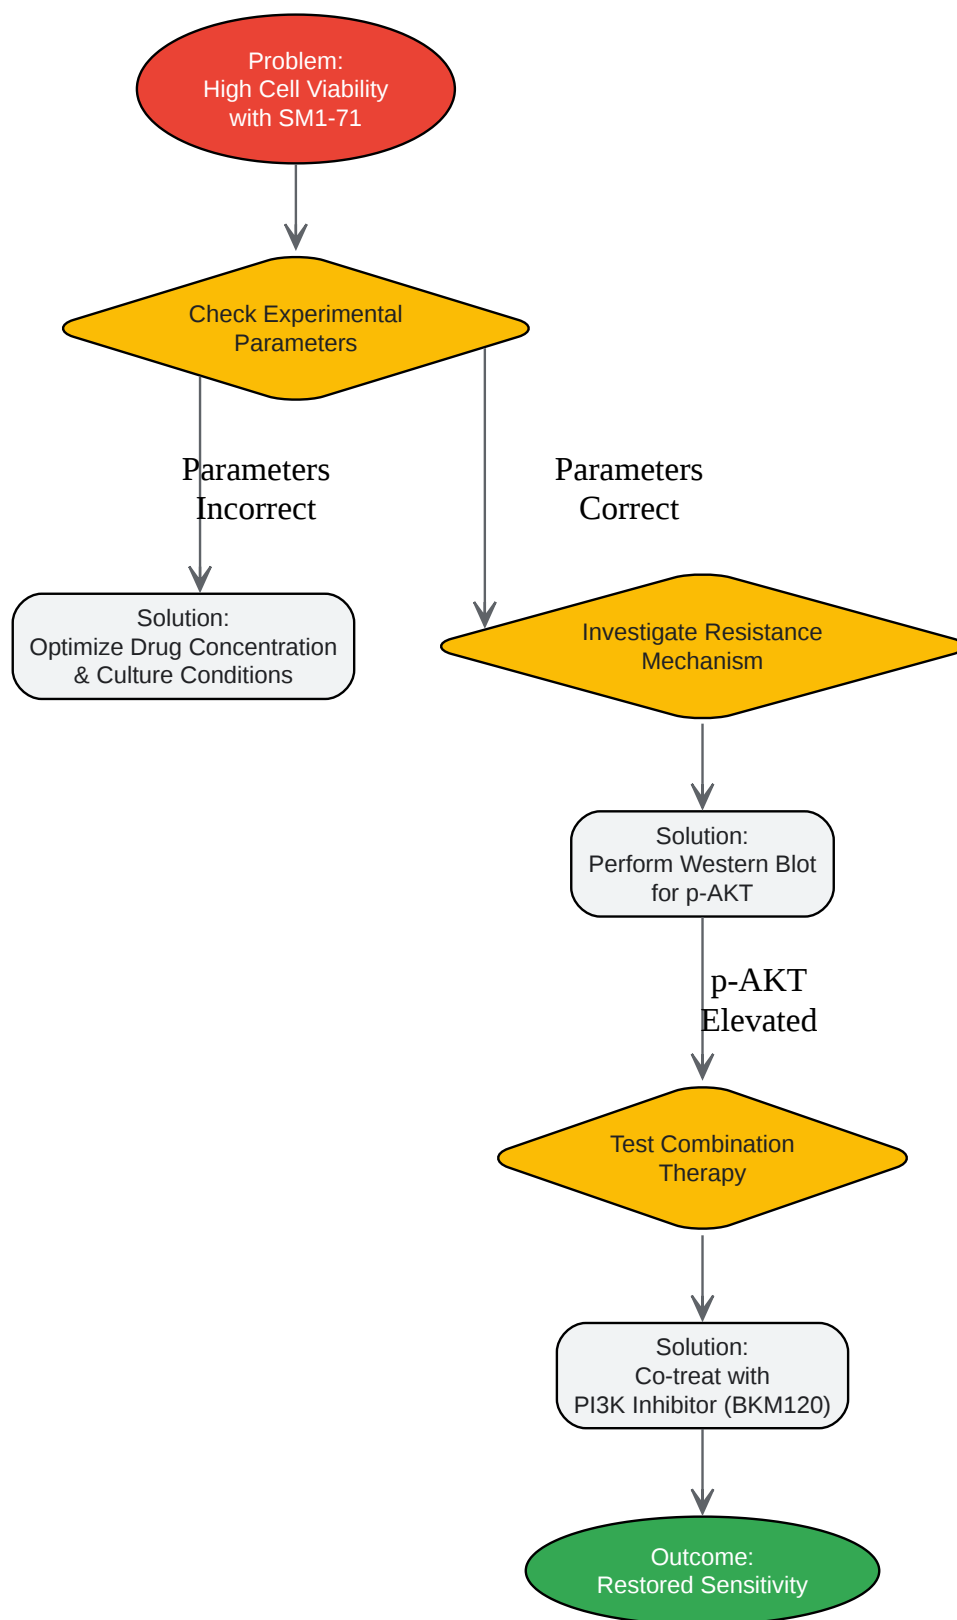 Problem:
High Cell Viability
with SM1-71
Check Experimental
Parameters
Parameters
Incorrect
Parameters
Correct
Solution:
Optimize Drug Concentration
& Culture Conditions
Investigate Resistance
Mechanism
Solution:
Perform Western Blot
for p-AKT
p-AKT
Elevated
Test Combination
Therapy
Solution:
Co-treat with
PI3K Inhibitor (BKM120)
Outcome:
Restored Sensitivity